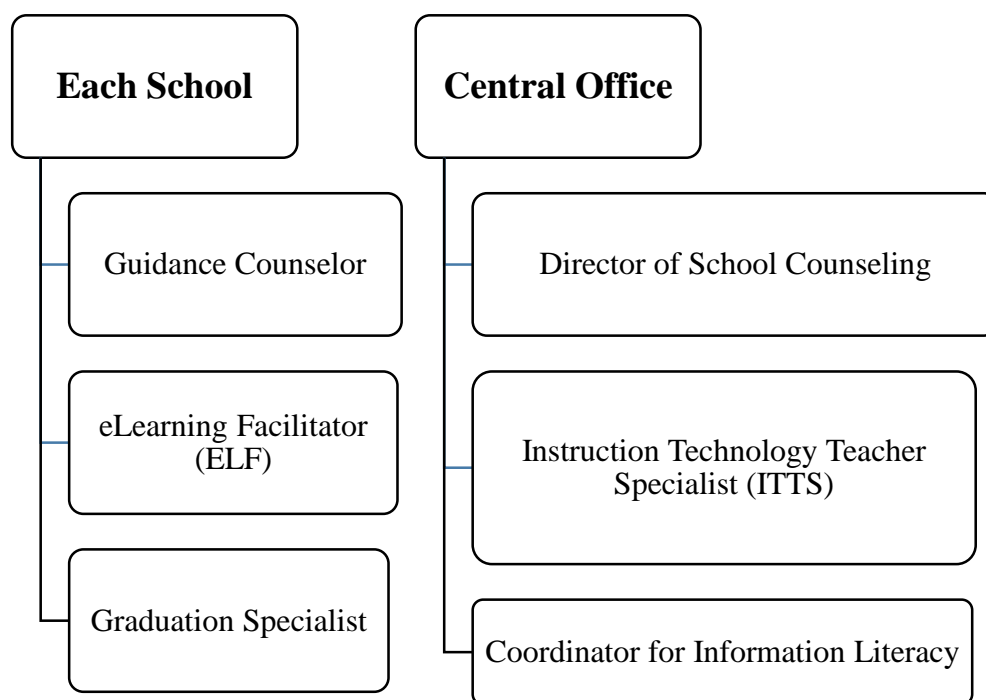 Each School
Guidance Counselor
eLearning Facilitator
(ELF)
Graduation Specialist
Central Office
Director of School Counseling
Instruction Technology Teacher
Specialist (ITTS)
Coordinator for Information Literacy